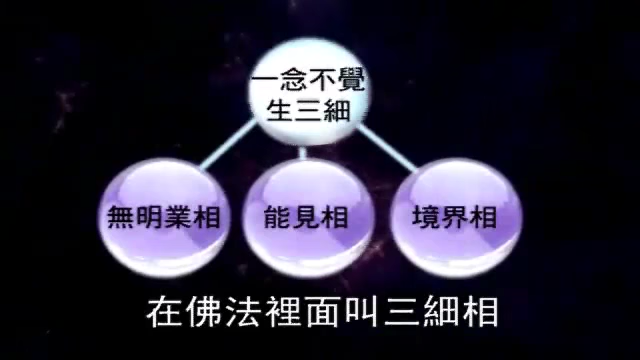 一念不覺
生三細
無明業相
能見相
境界相
在佛法裡面叫三細相